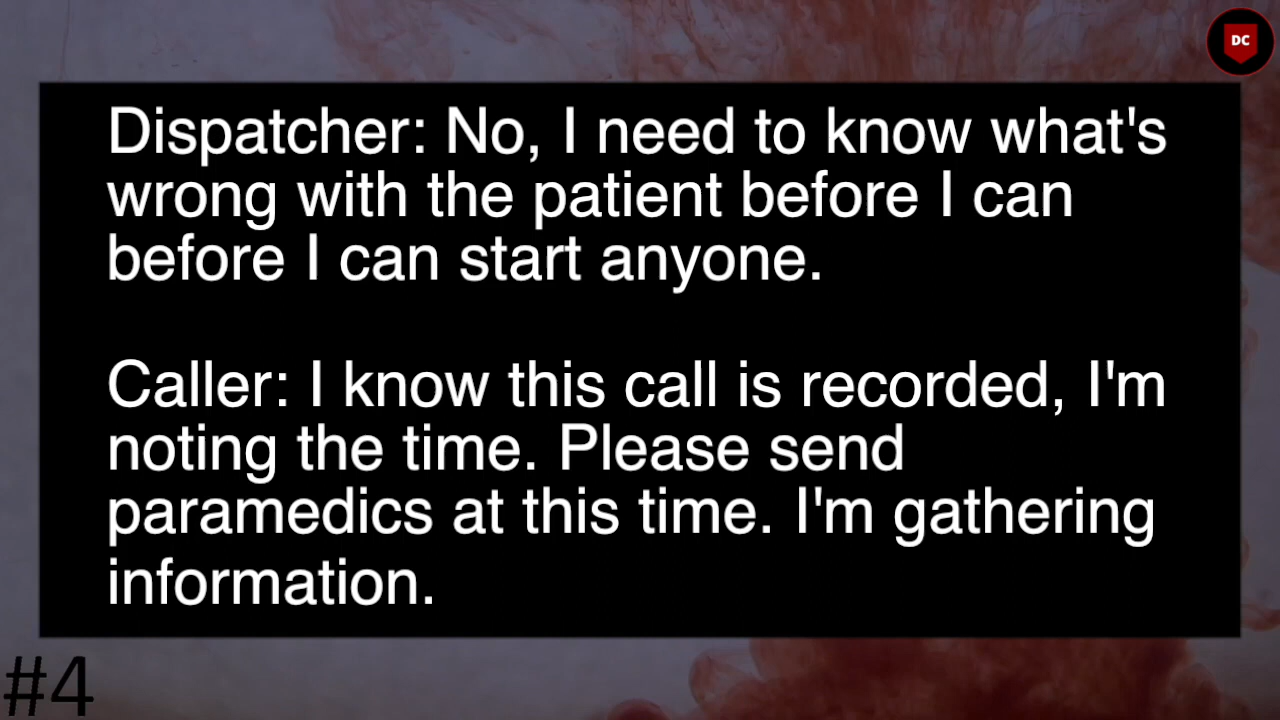 DC
Dispatcher: No, I need to know what's
wrong with the patient before I can
before I can start anyone.
Caller: I know this call is recorded, I'm
noting the time. Please send
paramedics at this time. I'm gathering
information.
#4